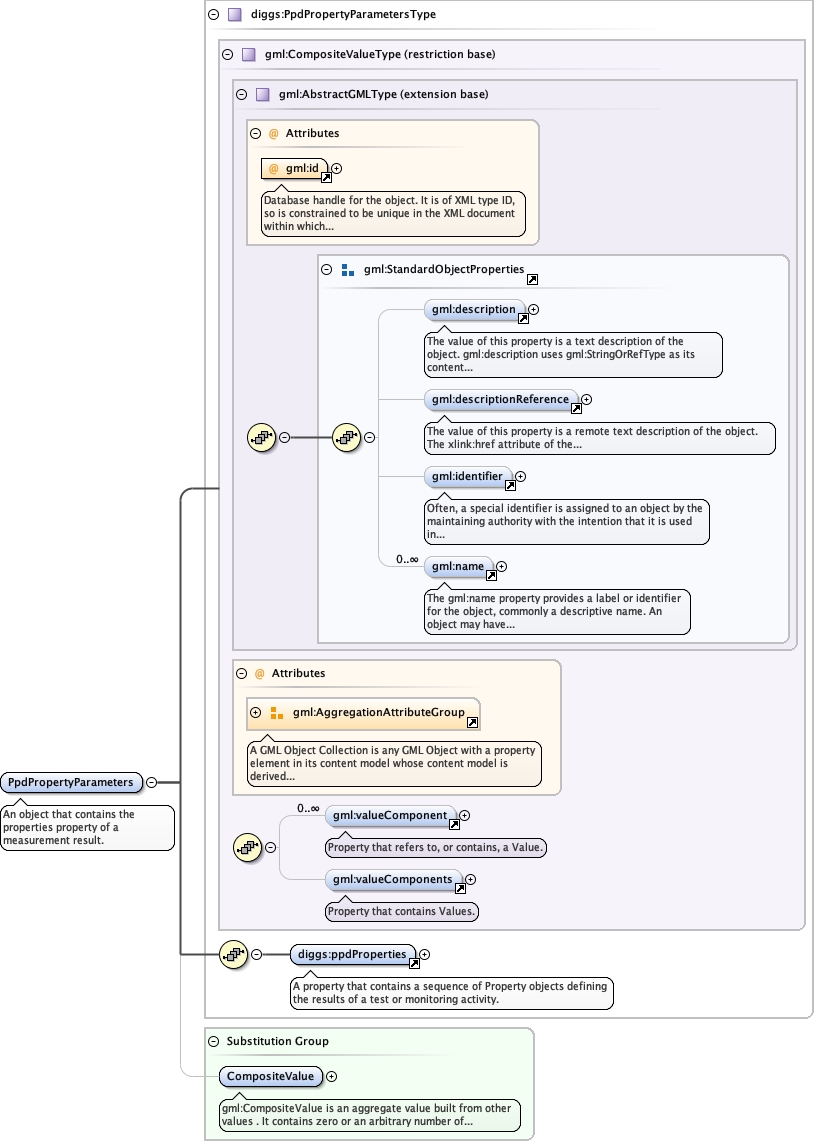 diggs:PpdPropertyParametersType
gml:CompositeValueType (restriction base)
gml:AbstractGMLType (extension base)
@ Attributes
@ gml:id
Database handle for the object. It is of XML type ID,
so is constrained to be unique in the XML document
within which...
gml:StandardObjectProperties
gml:description
The value of this property is a text description of the
object. gml:description uses gml:StringOrRefType as its
content...
gml:descriptionReference
The value of this property is a remote text description of the object.
The xlink:href attribute of the...
gml:identifier
Often, a special identifier is assigned to an object by the
maintaining authority with the intention that it is used
in...
0..∞
gml:name
The gml:name property provides a label or identifier
for the object, commonly a descriptive name. An
object may have...
@ Attributes
gml:AggregationAttributeGroup
A GML Object Collection is any GML Object with a property
element in its content model whose content model is
derived...
PpdPropertyParameters
An object that contains the
properties property of a
measurement result.
0..∞
gml:valueComponent
Property that refers to, or contains, a Value.
gml:valueComponents
Property that contains Values.
diggs:ppdProperties
A property that contains a sequence of Property objects defining
the results of a test or monitoring activity.
Substitution Group
CompositeValue
gml:CompositeValue is an aggregate value built from other
values . It contains zero or an arbitrary number of...